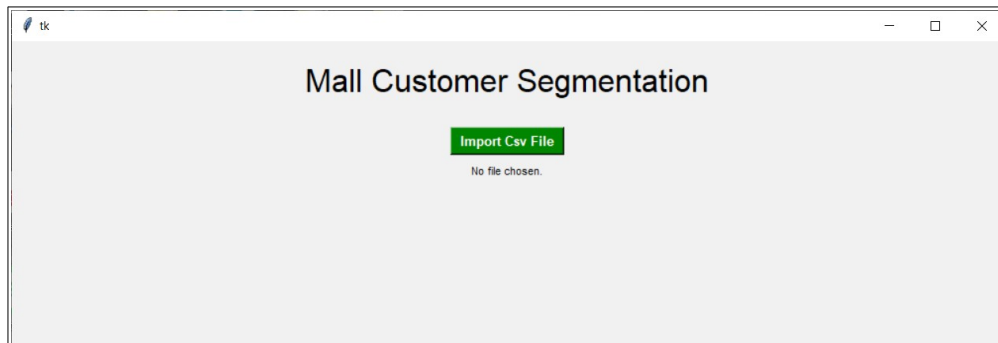 tk
Mall Customer Segmentation
Import Csv File
No file chosen.